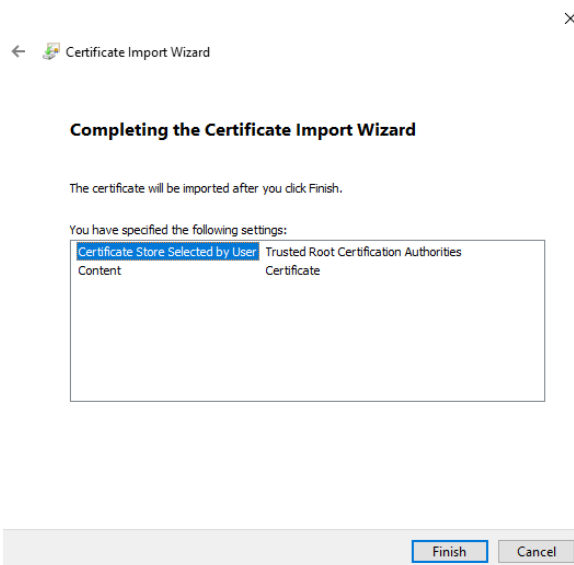 Certificate Import Wizard
Completing the Certificate Import Wizard
The certificate will be imported after you click Finish.
You have specified the following settings:
Certificate Store Selected by User Trusted Root Certification Authorities
Content Certificate
Finish Cancel